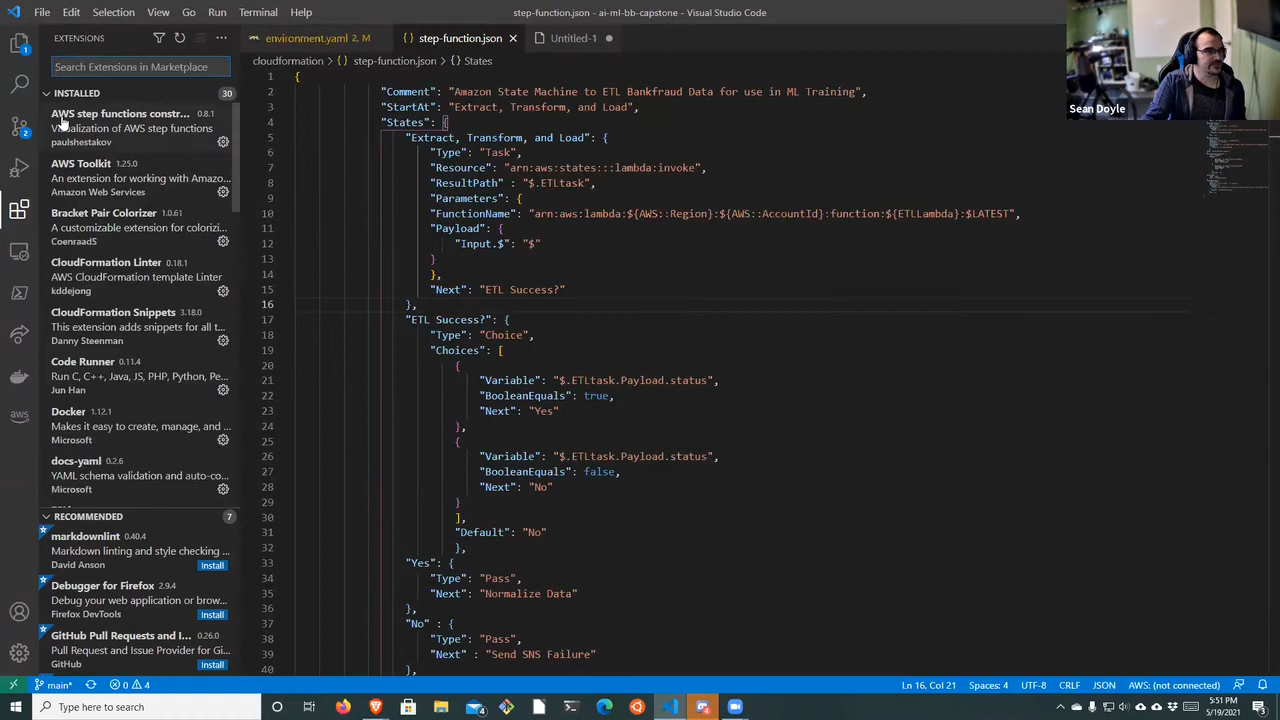 File Edit Selection View Go Run Terminal Help
step-function.json - ai-ml-bb-capstone - Visual Studio Code
EXTENSIONS
environment.yaml 2, M
step-function.json
Untitled-1
Search Extensions in Marketplace
cloudformation > {} step-function.json > {} States
INSTALLED 30
AWS step functions constr... 0.8.1
Visualization of AWS step functions
paulshestakov
AWS Toolkit 1.25.0
An extension for working with Amazo...
Amazon Web Services
Bracket Pair Colorizer 1.0.61
A customizable extension for colorizi...
CoenraadS
CloudFormation Linter 0.18.1
AWS CloudFormation template Linter
kddejong
CloudFormation Snippets 3.18.0
This extension adds snippets for all t...
Danny Steenman
Code Runner 0.11.4
Run C, C++, Java, JS, PHP, Python, Pe...
Jun Han
Docker 1.12.1
Makes it easy to create, manage, and ...
Microsoft
docs-yaml 0.2.6
YAML schema validation and auto-co...
Microsoft
RECOMMENDED 7
markdownlint 0.40.4
Markdown linting and style checking ...
David Anson Install
Debugger for Firefox 2.9.4
Debug your web application or brow...
Firefox DevTools Install
GitHub Pull Requests and I... 0.26.0
Pull Request and Issue Provider for Gi...
GitHub Install
1 {
2 "Comment": "Amazon State Machine to ETL Bankfraud Data for use in ML Training",
3 "StartAt": "Extract, Transform, and Load",
4 "States": {
5 "Extract, Transform, and Load": {
6 "Type": "Task",
7 "Resource": "arn:aws:states:::lambda:invoke",
8 "ResultPath" : "$.ETLtask",
9 "Parameters": {
10 "FunctionName": "arn:aws:lambda:${AWS::Region}:${AWS::AccountId}:function:${ETLLambda}:$LATEST",
11 "Payload": {
12 "Input.$": "$"
13 }
14 },
15 "Next": "ETL Success?"
16 },
17 "ETL Success?": {
18 "Type": "Choice",
19 "Choices": [
20 {
21 "Variable": "$.ETLtask.Payload.status",
22 "BooleanEquals": true,
23 "Next": "Yes"
24 },
25 {
26 "Variable": "$.ETLtask.Payload.status",
27 "BooleanEquals": false,
28 "Next": "No"
29 }
30 ],
31 "Default": "No"
32 },
33 "Yes": {
34 "Type": "Pass",
35 "Next": "Normalize Data"
36 },
37 "No" : {
38 "Type": "Pass",
39 "Next" : "Send SNS Failure"
40 },
Sean Doyle
aws
main* 0 4
Ln 16, Col 21 Spaces: 4 UTF-8 CRLF JSON AWS: (not connected)
Type here to search
5:51 PM
5/19/2021